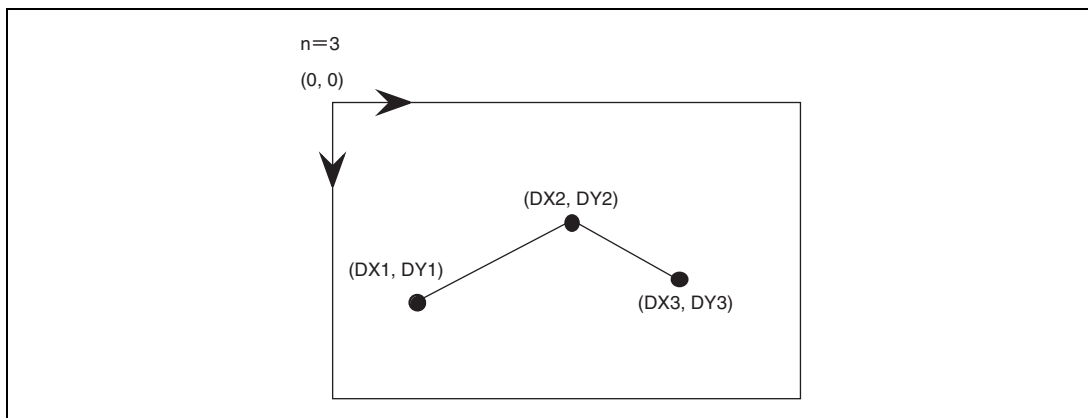 n＝3
(0, 0)
(DX2, DY2)
(DX1, DY1)
(DX3, DY3)